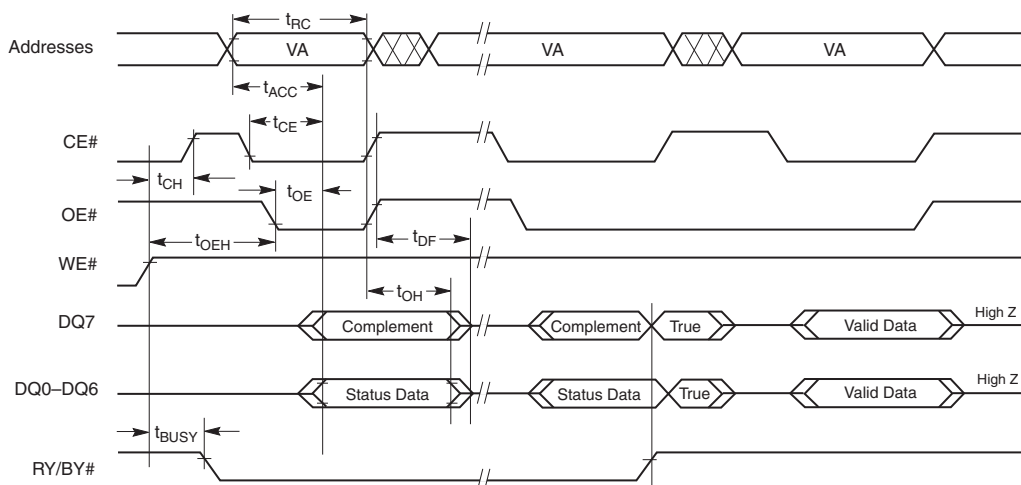 tRC
Addresses VA VA VA
tACC
tCE
CE#
tCH tOE
OE#
tOEH tDF
WE#
tOH
DQ7 Complement Complement True Valid Data High Z
DQ0–DQ6 Status Data Status Data True Valid Data High Z
tBUSY
RY/BY#